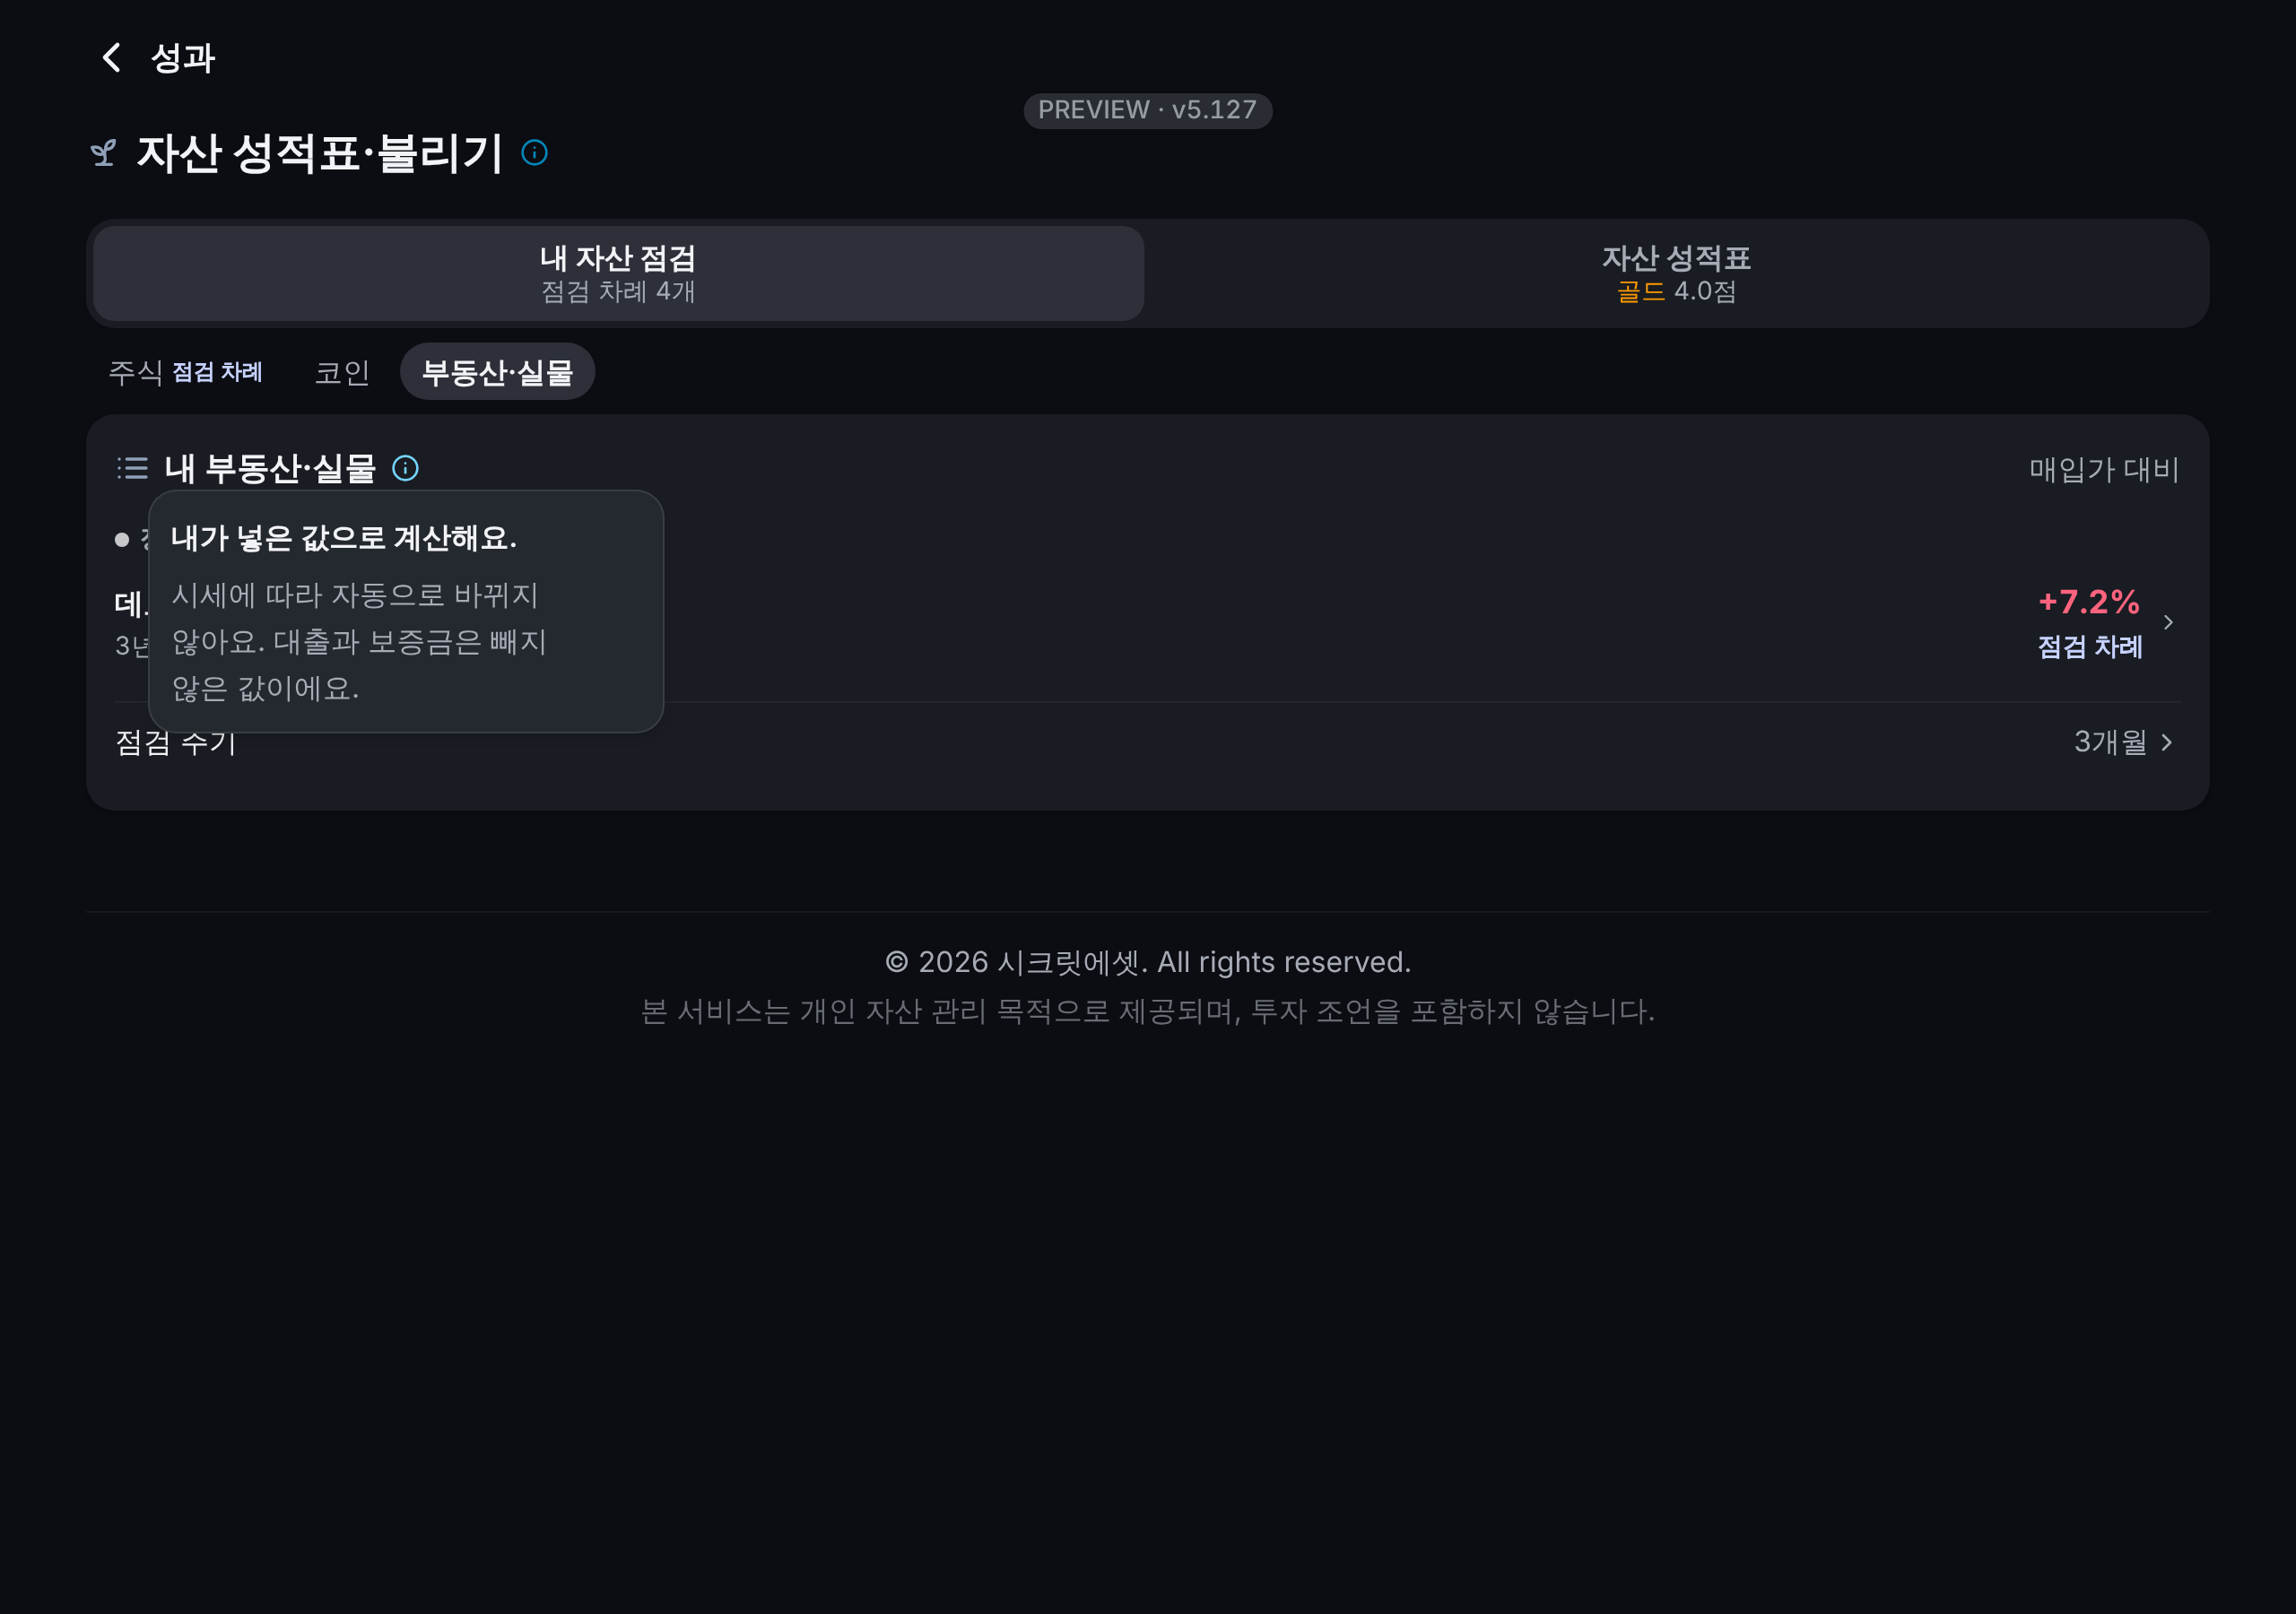 성과
PREVIEW · v5.127
자산 성적표·불리기
내 자산 점검
점검 차례 4개
자산 성적표
골드 4.0점
주식 점검 차례
코인
부동산·실물
내 부동산·실물
매입가 대비
내가 넣은 값으로 계산해요.
시세에 따라 자동으로 바뀌지
않아요. 대출과 보증금은 빼지
않은 값이에요.
+7.2%
점검 차례
점검 주기
3개월
© 2026 시크릿에셋. All rights reserved.
본 서비스는 개인 자산 관리 목적으로 제공되며, 투자 조언을 포함하지 않습니다.